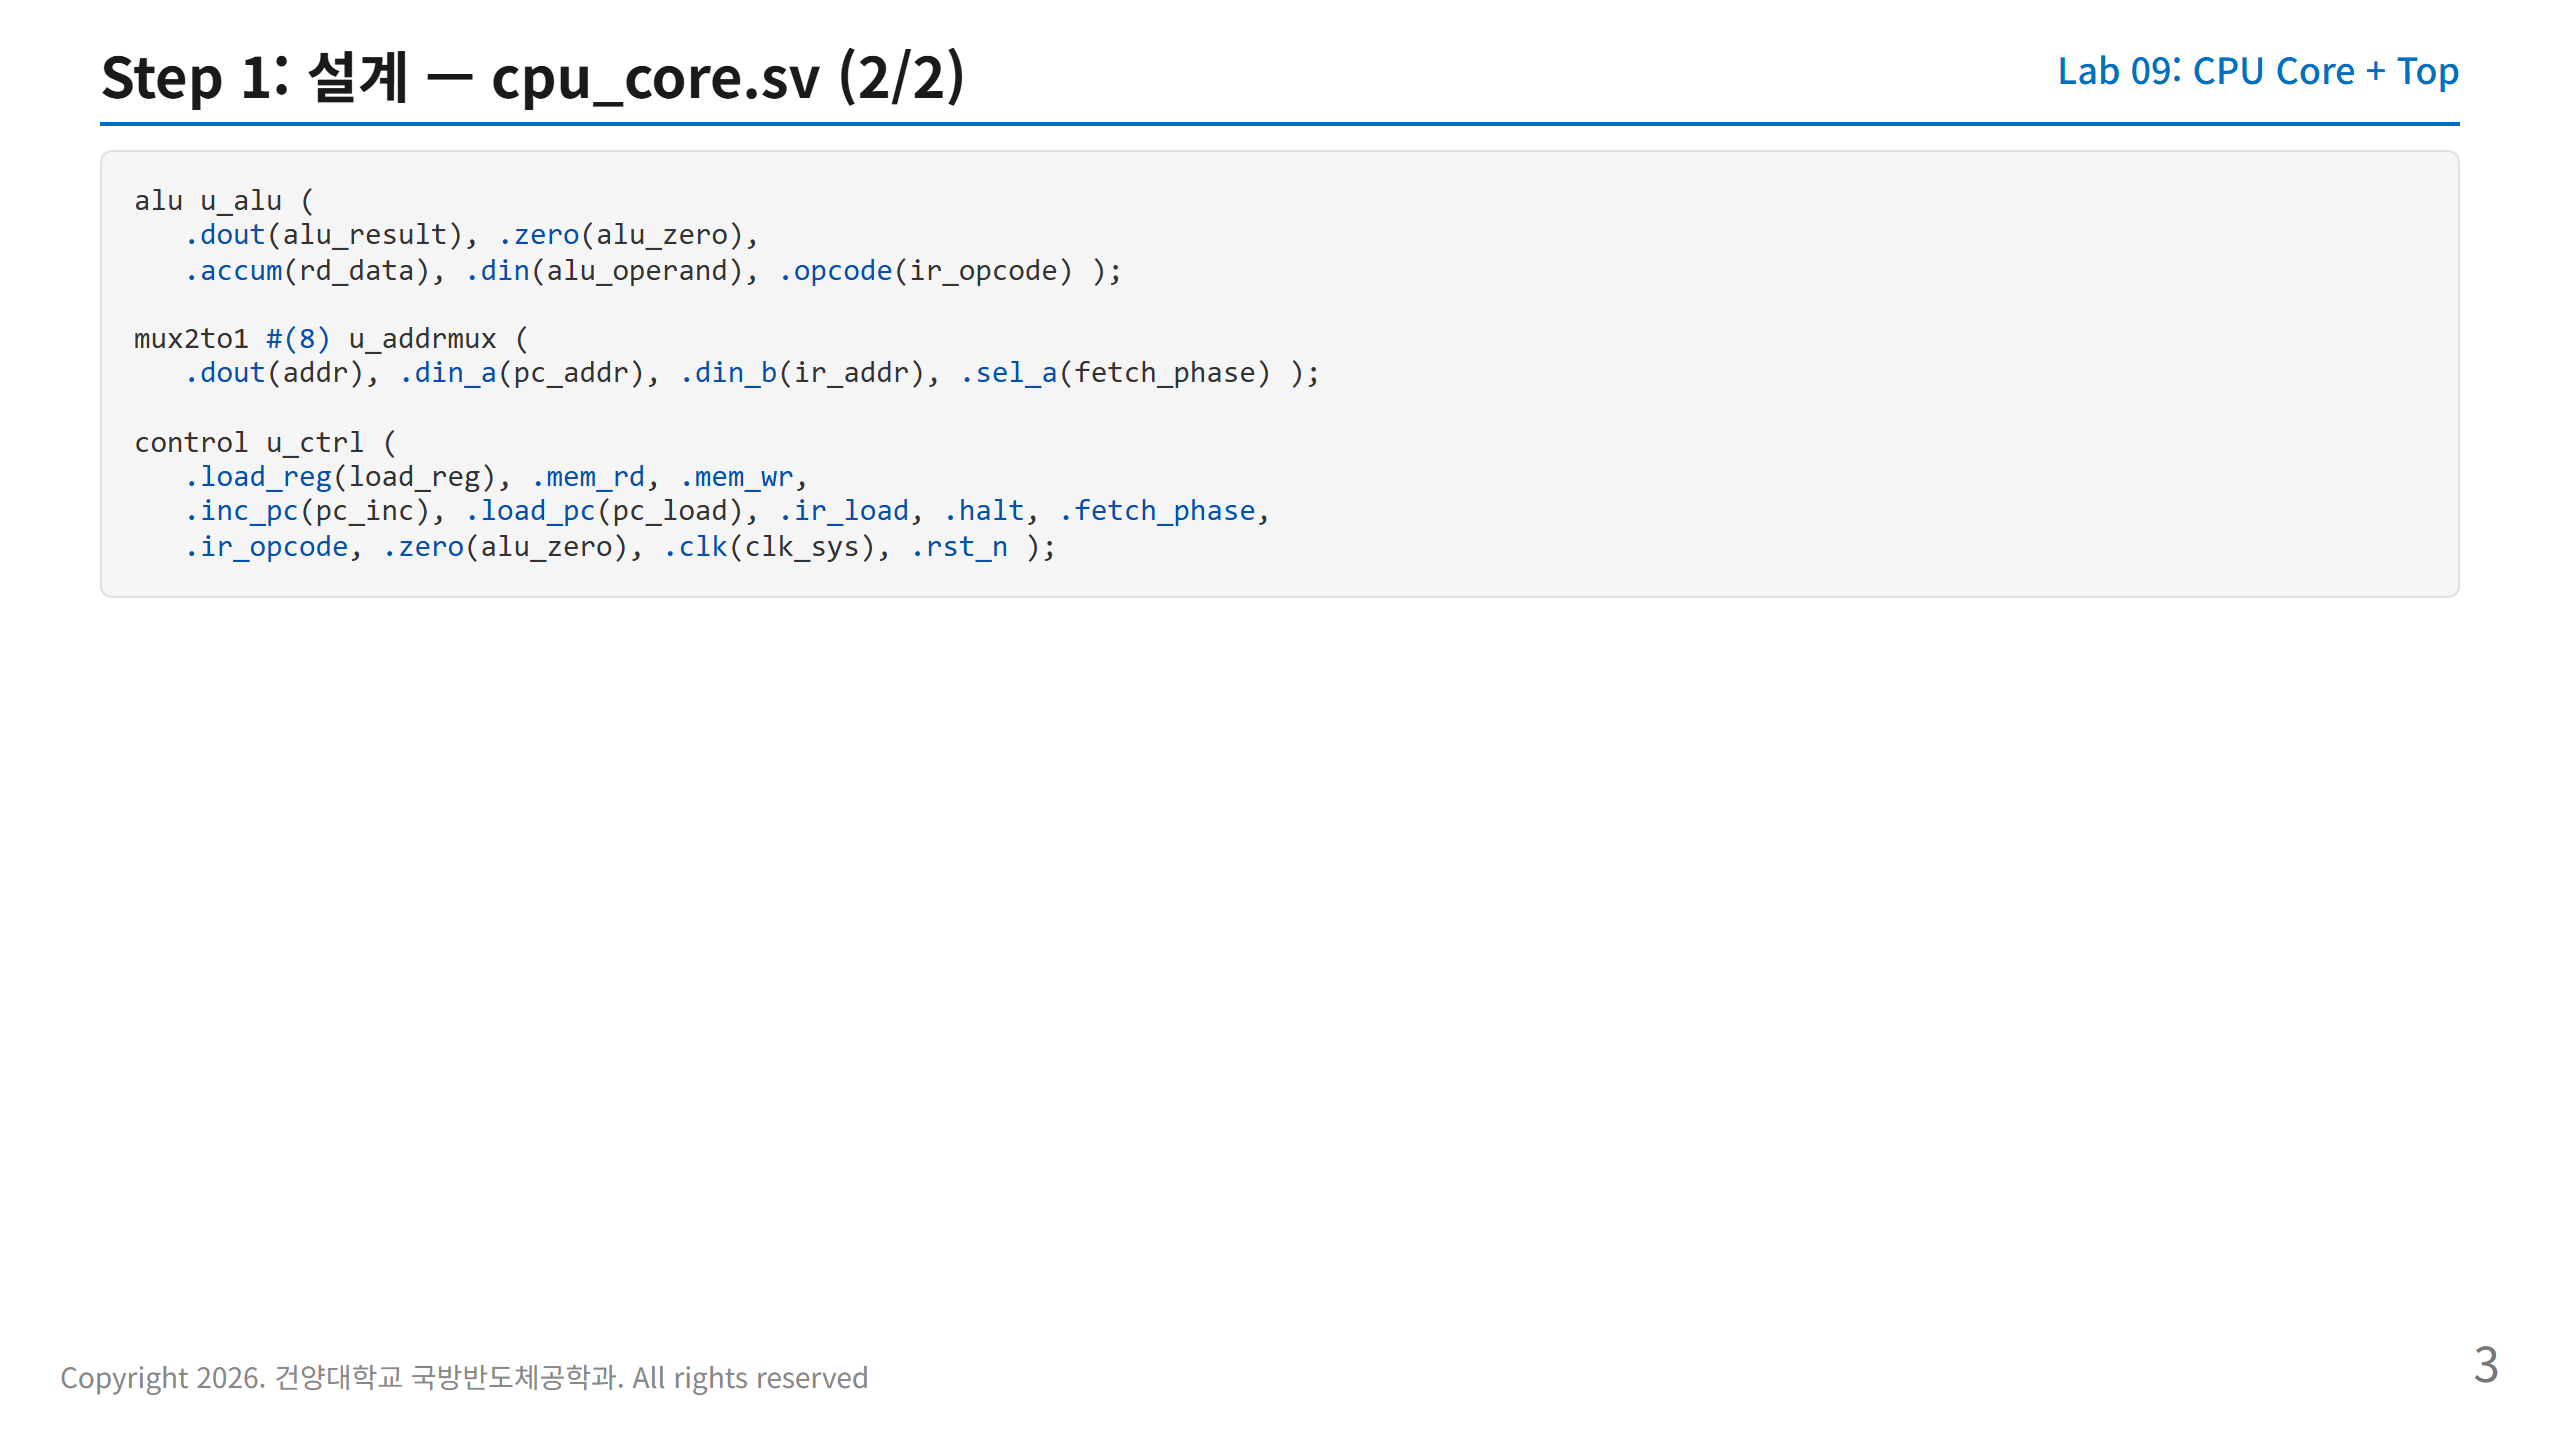 Step 1: 설계 — cpu_core.sv (2/2)
Lab 09: CPU Core + Top
alu u_alu (
   .dout(alu_result), .zero(alu_zero),
   .accum(rd_data), .din(alu_operand), .opcode(ir_opcode) );

mux2to1 #(8) u_addrmux (
   .dout(addr), .din_a(pc_addr), .din_b(ir_addr), .sel_a(fetch_phase) );

control u_ctrl (
   .load_reg(load_reg), .mem_rd, .mem_wr,
   .inc_pc(pc_inc), .load_pc(pc_load), .ir_load, .halt, .fetch_phase,
   .ir_opcode, .zero(alu_zero), .clk(clk_sys), .rst_n );
Copyright 2026. 건양대학교 국방반도체공학과. All rights reserved
3